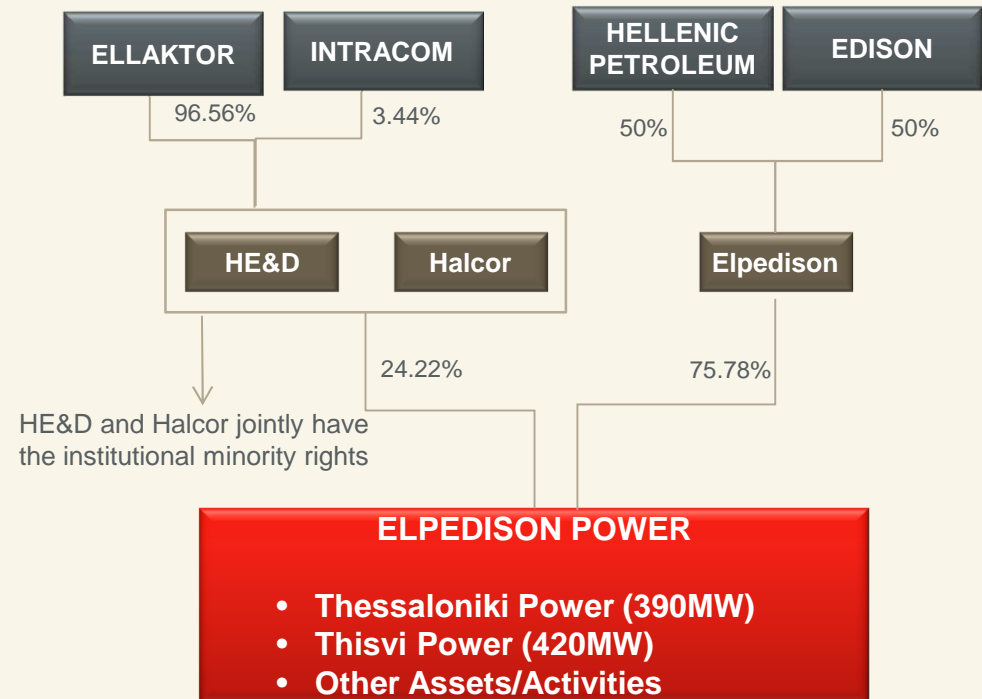 ELLAKTOR
INTRACOM
HELLENIC
PETROLEUM
EDISON
96.56%
3.44%
50%
50%
HE&D
Halcor
Elpedison
24.22%
75.78%
HE&D and Halcor jointly have
the institutional minority rights
ELPEDISON POWER
• Thessaloniki Power (390MW)
• Thisvi Power (420MW)
• Other Assets/Activities